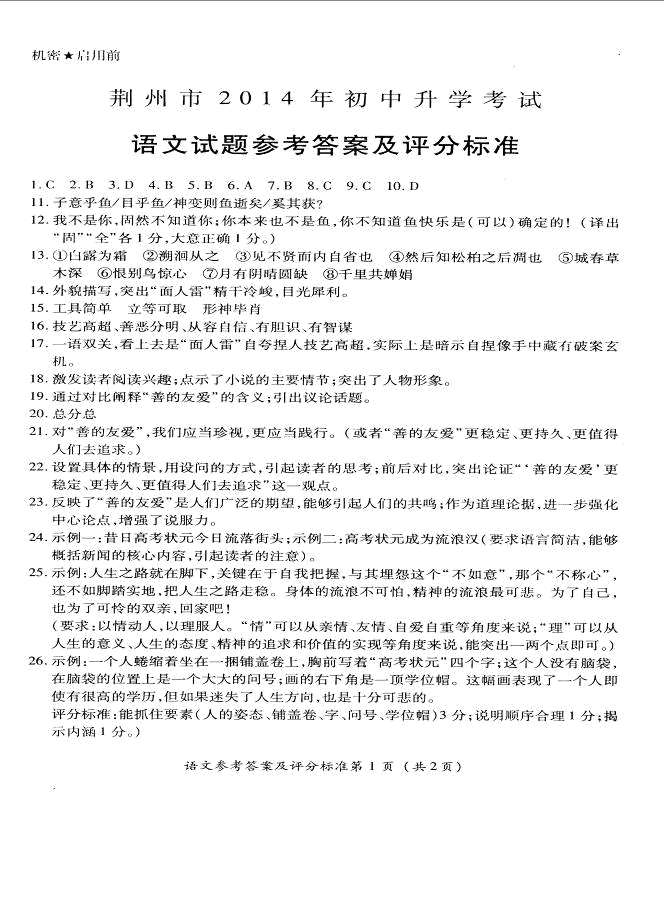 机密★启用前
荆州市2014年初中升学考试
语文试题参考答案及评分标准
1.C 2.B 3.D 4.B 5.B 6.A 7.B 8.C 9.C 10.D
11.子意乎鱼/目乎鱼/神变则鱼逝矣/奚其获?
12.我不是你,固然不知道你;你本来也不是鱼,你不知道鱼快乐是(可以)确定的!(译出
“固”“全”各1分,大意正确1分。)
13.①白露为霜 ②溯洄从之 ③见不贤而内自省也 ④然后知松柏之后凋也 ⑤城春草
木深 ⑥恨别鸟惊心 ⑦月有阴晴圆缺 ⑧千里共婵娟
14.外貌描写,突出“面人雷”精干冷峻,目光犀利。
15.工具简单 立等可取 形神毕肖
16.技艺高超、善恶分明、从容自信、有胆识、有智谋
17.一语双关,看上去是“面人雷”自夸捏人技艺高超,实际上是暗示自捏像手中藏有破案玄
机。
18.激发读者阅读兴趣;点示了小说的主要情节;突出了人物形象。
19.通过对比阐释“善的友爱”的含义;引出议论话题。
20.总分总
21.对“善的友爱”,我们应当珍视,更应当践行。(或者“善的友爱”更稳定、更持久、更值得
人们去追求。)
22.设置具体的情景,用设问的方式,引起读者的思考;前后对比,突出论证“‘善的友爱’更
稳定、更持久、更值得人们去追求”这一观点。
23.反映了“善的友爱”是人们广泛的期望,能够引起人们的共鸣;作为道理论据,进一步强化
中心论点,增强了说服力。
24.示例一:昔日高考状元今日流落街头;示例二:高考状元成为流浪汉(要求语言简洁,能够
概括新闻的核心内容,引起读者的注意)。
25.示例:人生之路就在脚下,关键在于自我把握,与其埋怨这个“不如意”,那个“不称心”,
还不如脚踏实地,把人生之路走稳。身体的流浪不可怕,精神的流浪最可悲。为了自己,
也为了可怜的双亲,回家吧!
(要求:以情动人,以理服人。“情”可以从亲情、友情、自爱自重等角度来说;“理”可以从
人生的意义、人生的态度、精神的追求和价值的实现等角度来说,能突出一两个点即可。)
26.示例:一个人蜷缩着坐在一捆铺盖卷上,胸前写着“高考状元”四个字;这个人没有脑袋,
在脑袋的位置上是一个大大的问号;画的右下角是一项学位帽。这幅画表现了一个人即
使有很高的学历,但如果迷失了人生方向,也是十分可悲的。
评分标准:能抓住要素(人的姿态、铺盖卷、字、问号、学位帽)3分;说明顺序合理1分;揭
示内涵1分。)
语文参考答案及评分标准第1页(共2页)